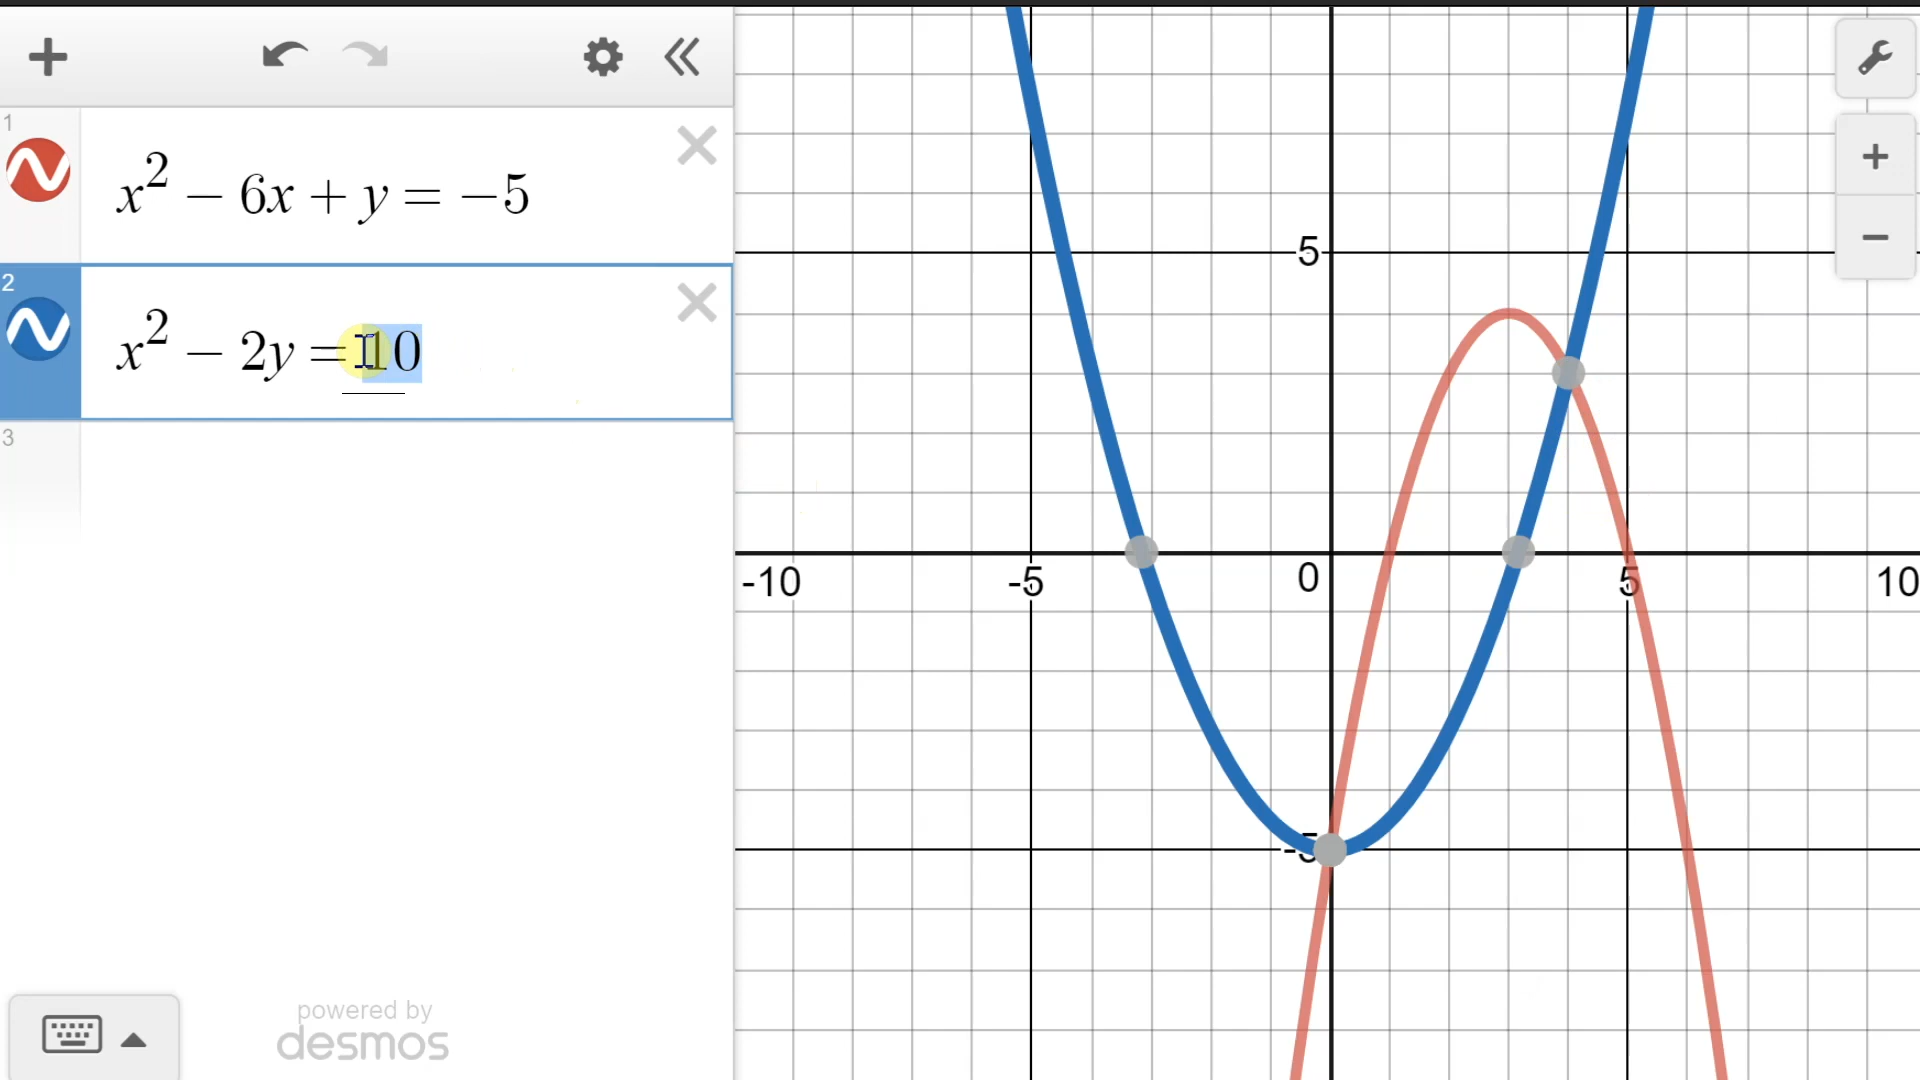 1
x² − 6x + y = −5
2
x² − 2y = 10
3
powered by
desmos
5
-10 -5 0 5 10
-5